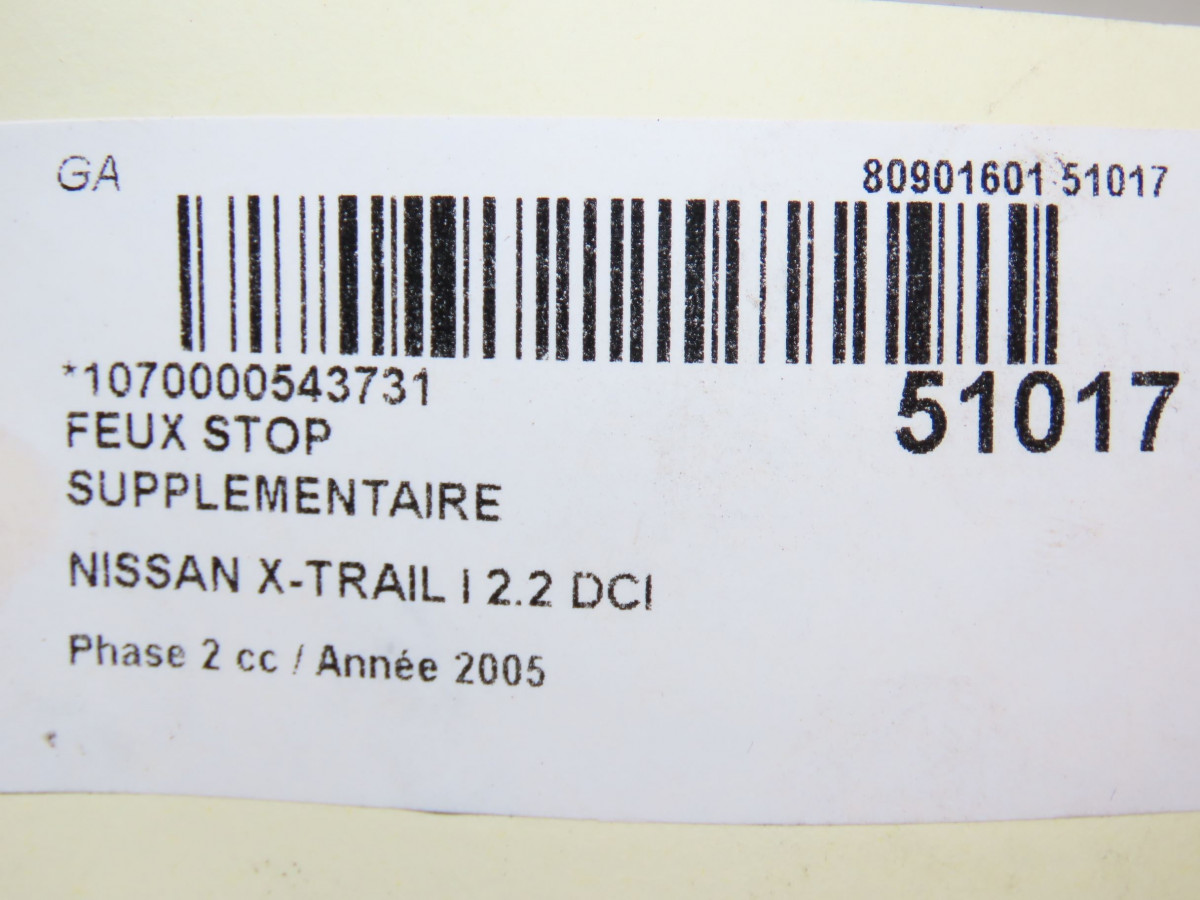 GA
80901601 51017
*1070000543731
51017
FEUX STOP
SUPPLEMENTAIRE
NISSAN X-TRAIL I 2.2 DCI
Phase 2 cc / Année 2005